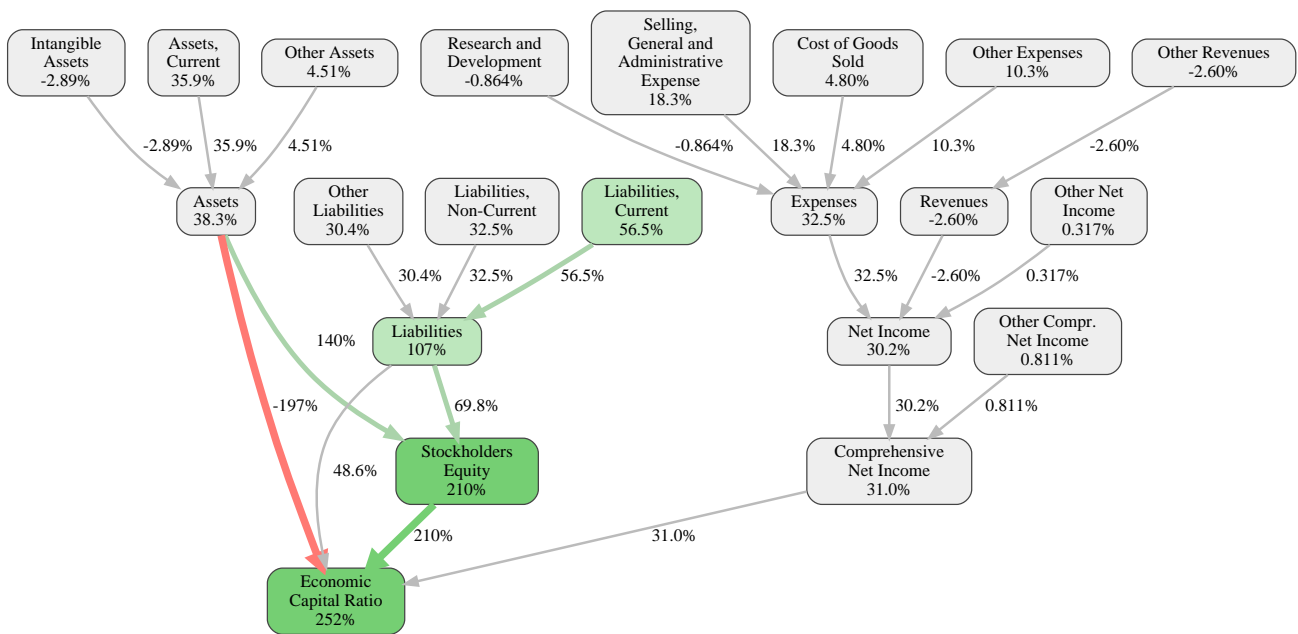 Intangible
Assets
-2.89%
Assets,
Current
35.9%
Other Assets
4.51%
Research and
Development
-0.864%
Selling,
General and
Administrative
Expense
18.3%
Cost of Goods
Sold
4.80%
Other Expenses
10.3%
Other Revenues
-2.60%
-2.89%
35.9%
4.51%
-0.864%
18.3%
4.80%
10.3%
-2.60%
Assets
38.3%
Other
Liabilities
30.4%
Liabilities,
Non-Current
32.5%
Liabilities,
Current
56.5%
Expenses
32.5%
Revenues
-2.60%
Other Net
Income
0.317%
30.4%
32.5%
56.5%
32.5%
-2.60%
0.317%
140%
Liabilities
107%
Net Income
30.2%
Other Compr.
Net Income
0.811%
-197%
69.8%
30.2%
0.811%
48.6%
Stockholders
Equity
210%
Comprehensive
Net Income
31.0%
210%
31.0%
Economic
Capital Ratio
252%